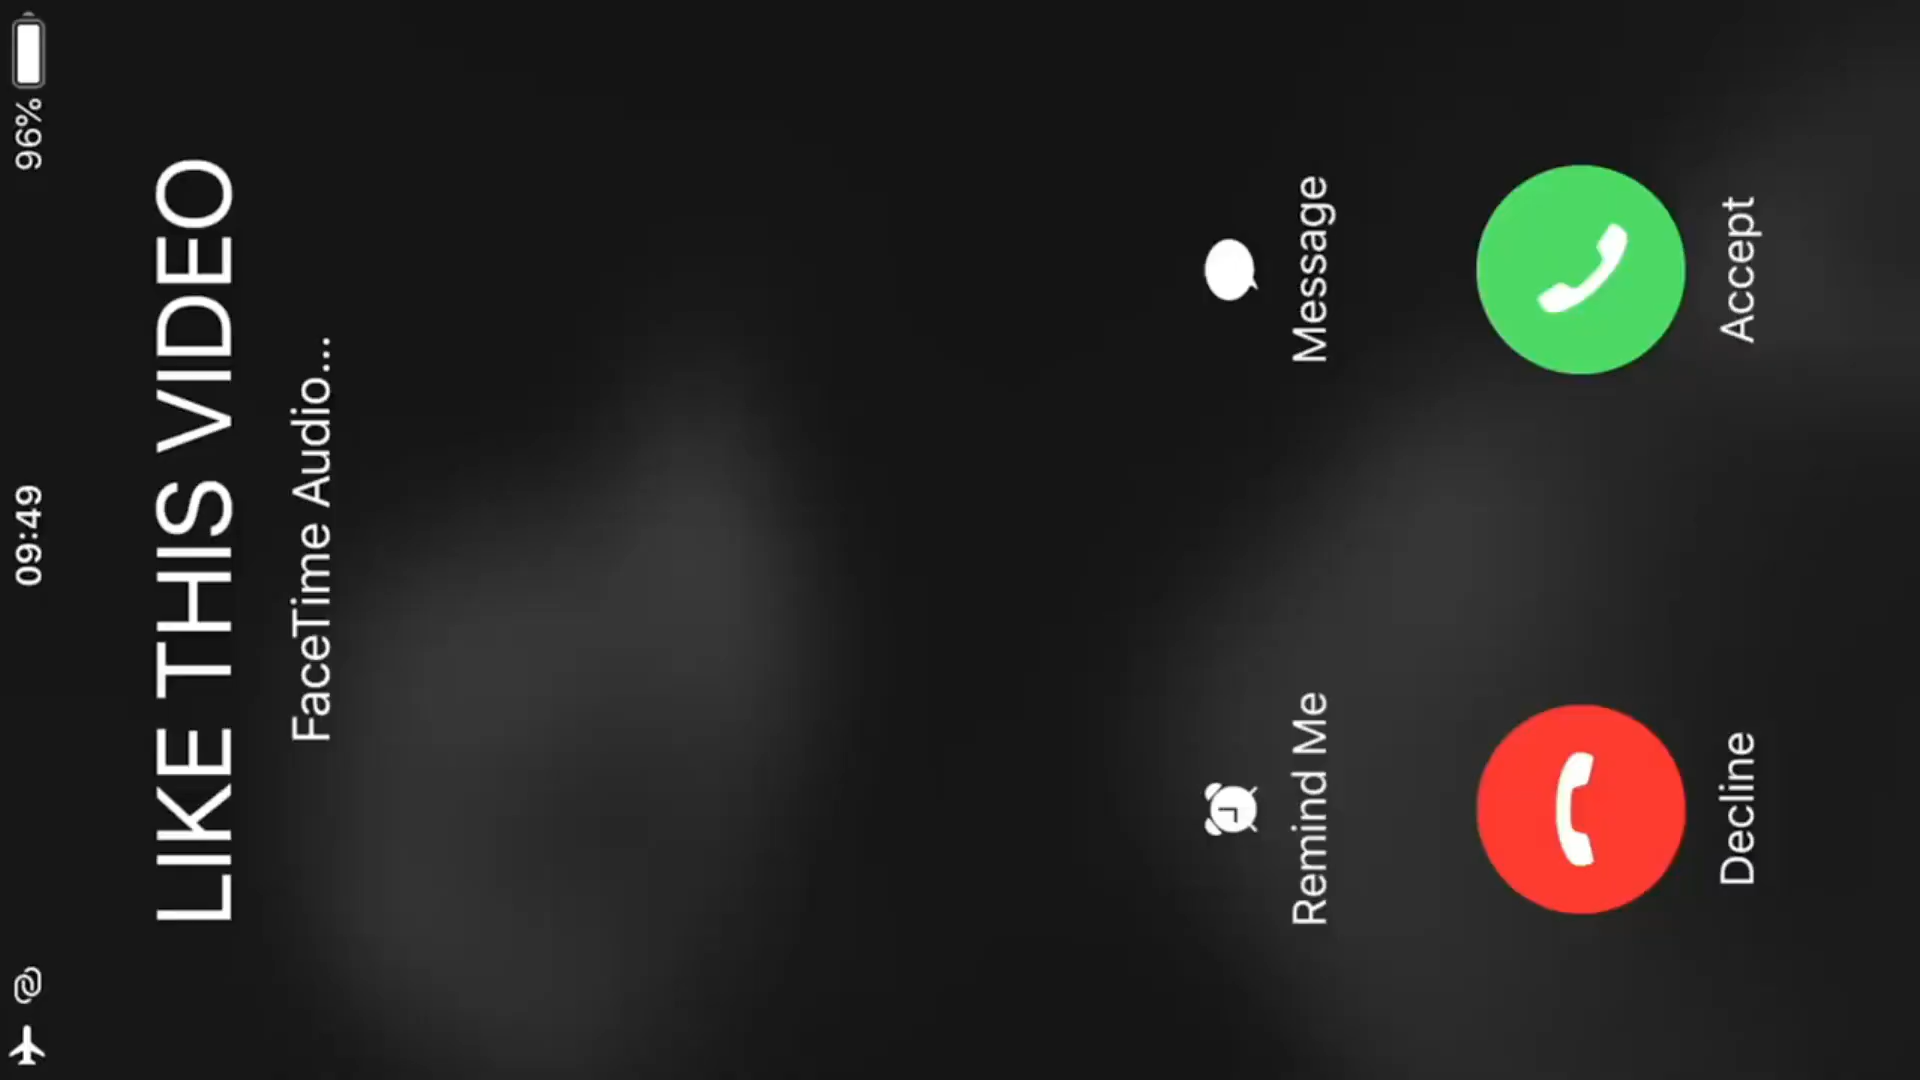 09:49
96%
LIKE THIS VIDEO
FaceTime Audio...
Remind Me
Message
Decline
Accept